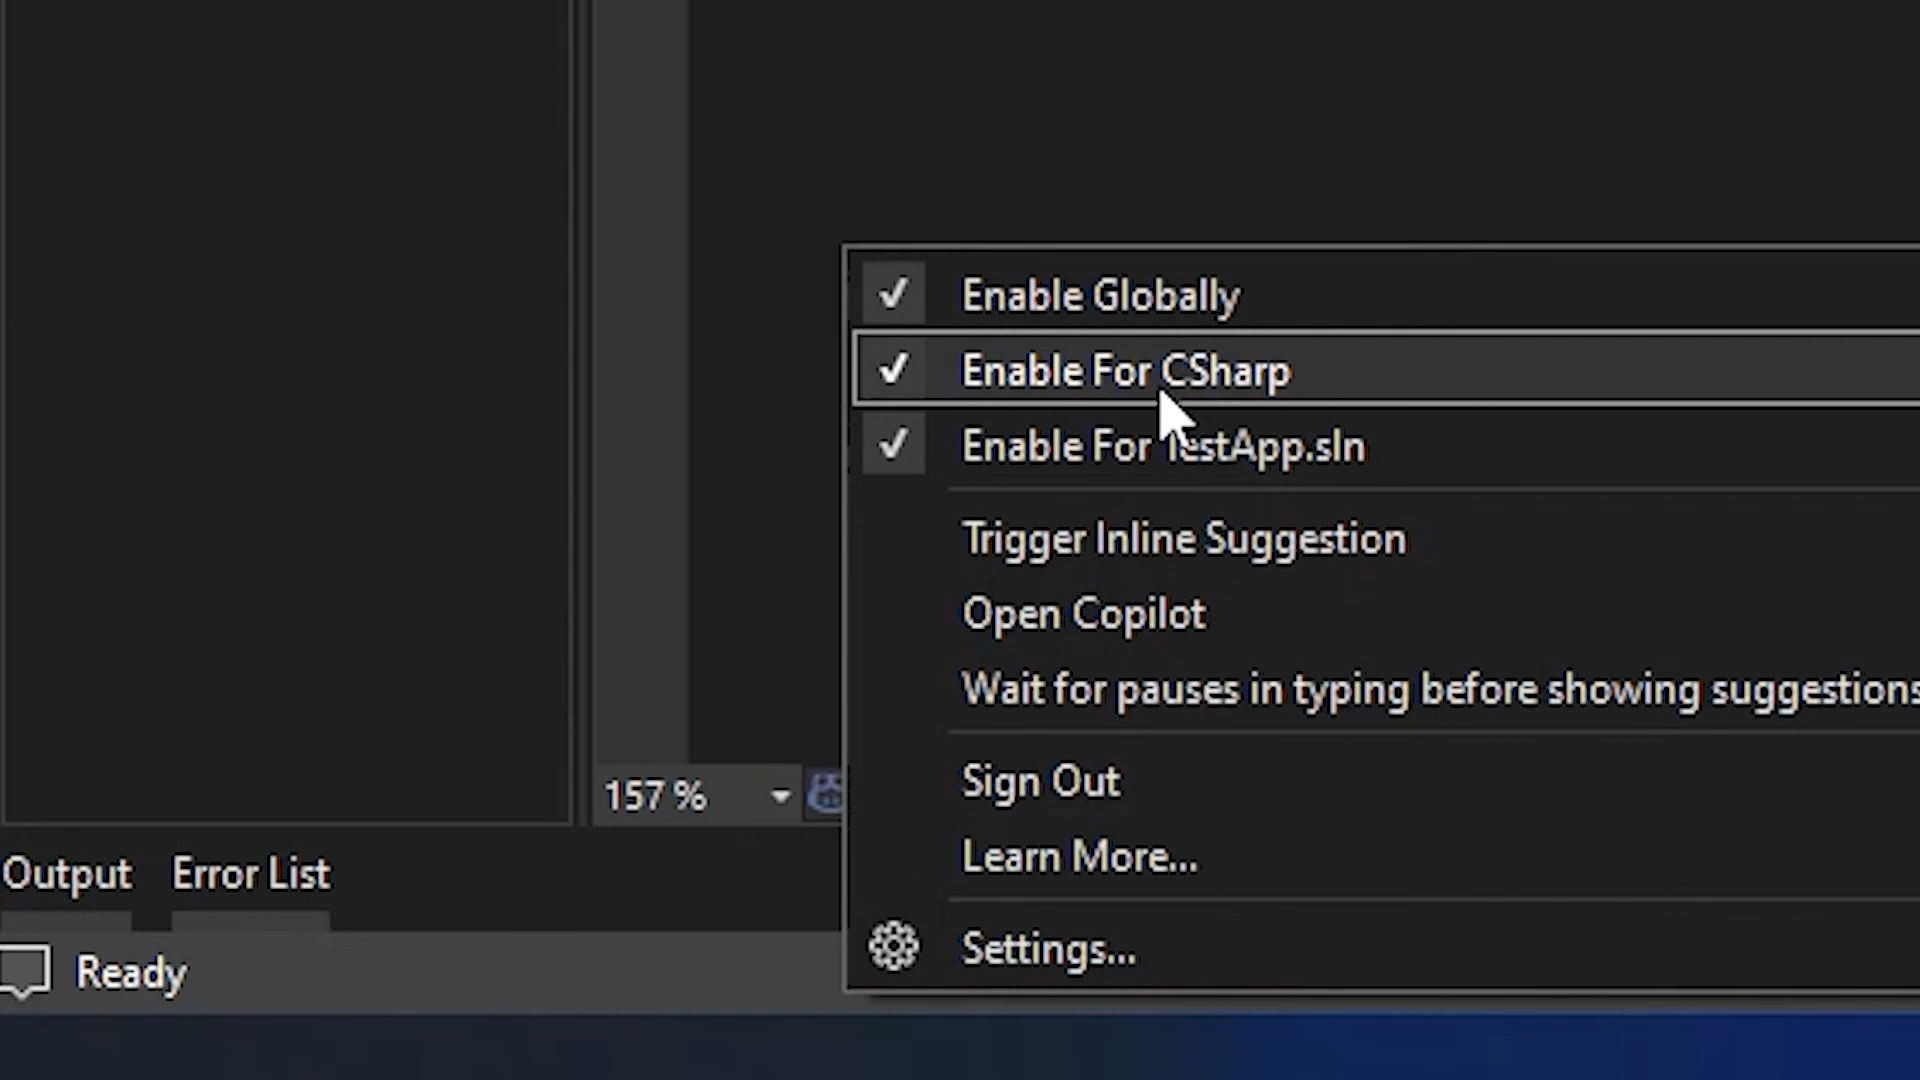 Enable Globally
Enable For CSharp
Enable For TestApp.sln
Trigger Inline Suggestion
Open Copilot
Wait for pauses in typing before showing suggestions
157 %
Sign Out
Output Error List
Learn More...
Settings...
Ready